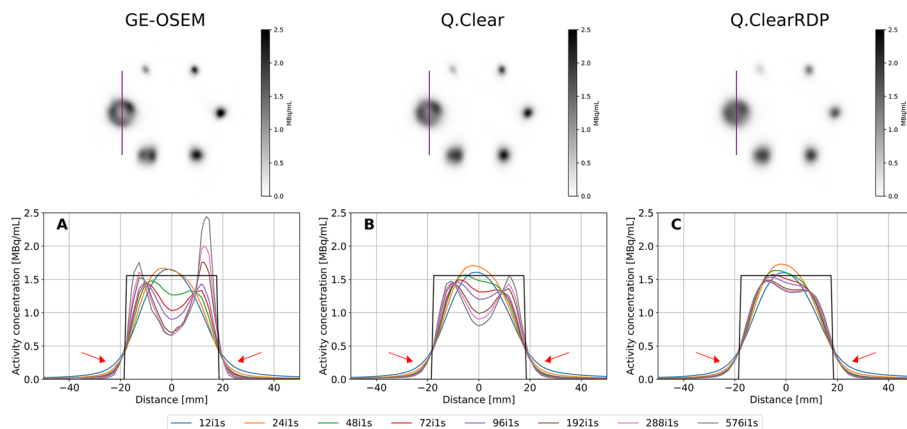 GE-OSEM
Q.Clear
Q.ClearRDP
2.5
2.0
1.5
1.0
0.5
0.0
MBq/mL
2.5
2.0
1.5
1.0
0.5
0.0
MBq/mL
2.5
2.0
1.5
1.0
0.5
0.0
MBq/mL
A
Activity concentration [MBq/mL]
2.5
2.0
1.5
1.0
0.5
0.0
−40 −20 0 20 40
Distance [mm]
B
Activity concentration [MBq/mL]
2.5
2.0
1.5
1.0
0.5
0.0
−40 −20 0 20 40
Distance [mm]
C
Activity concentration [MBq/mL]
2.5
2.0
1.5
1.0
0.5
0.0
−40 −20 0 20 40
Distance [mm]
12i1s 24i1s 48i1s 72i1s 96i1s 192i1s 288i1s 576i1s